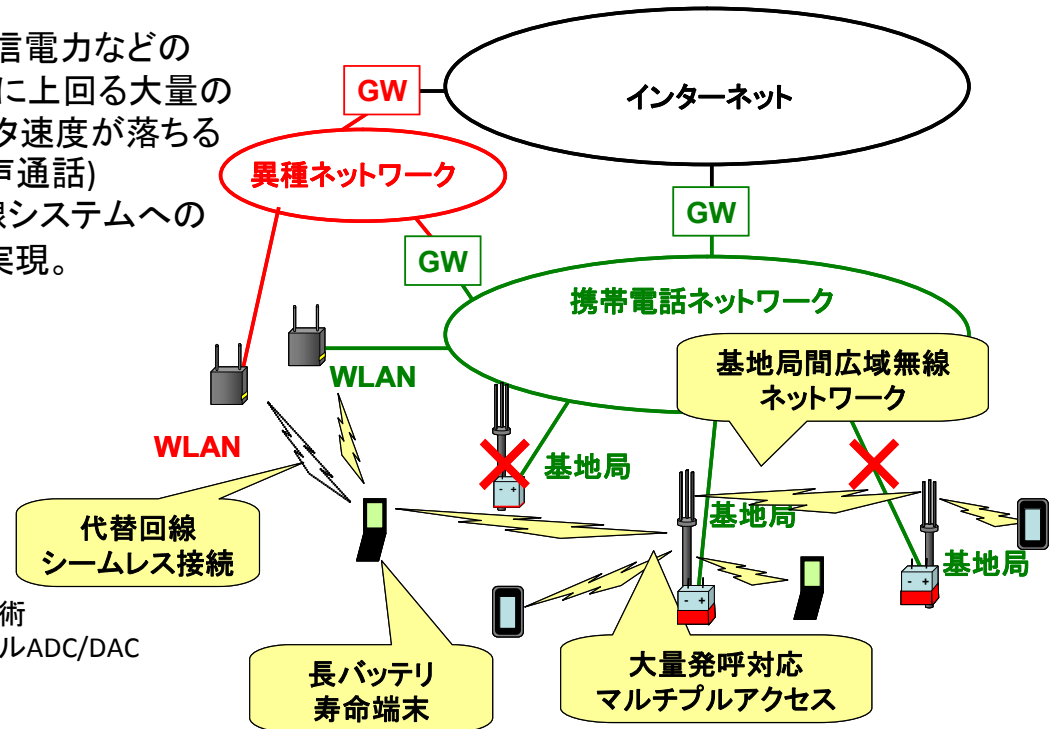 信電力などの
に上回る大量の
タ速度が落ちる
声通話)
線システムへの
実現。
GW
インターネット
異種ネットワーク
GW
GW
携帯電話ネットワーク
WLAN
基地局間広域無線
ネットワーク
WLAN
基地局
基地局
基地局
代替回線
シームレス接続
術
ルADC/DAC
長バッテリ
寿命端末
大量発呼対応
マルチプルアクセス